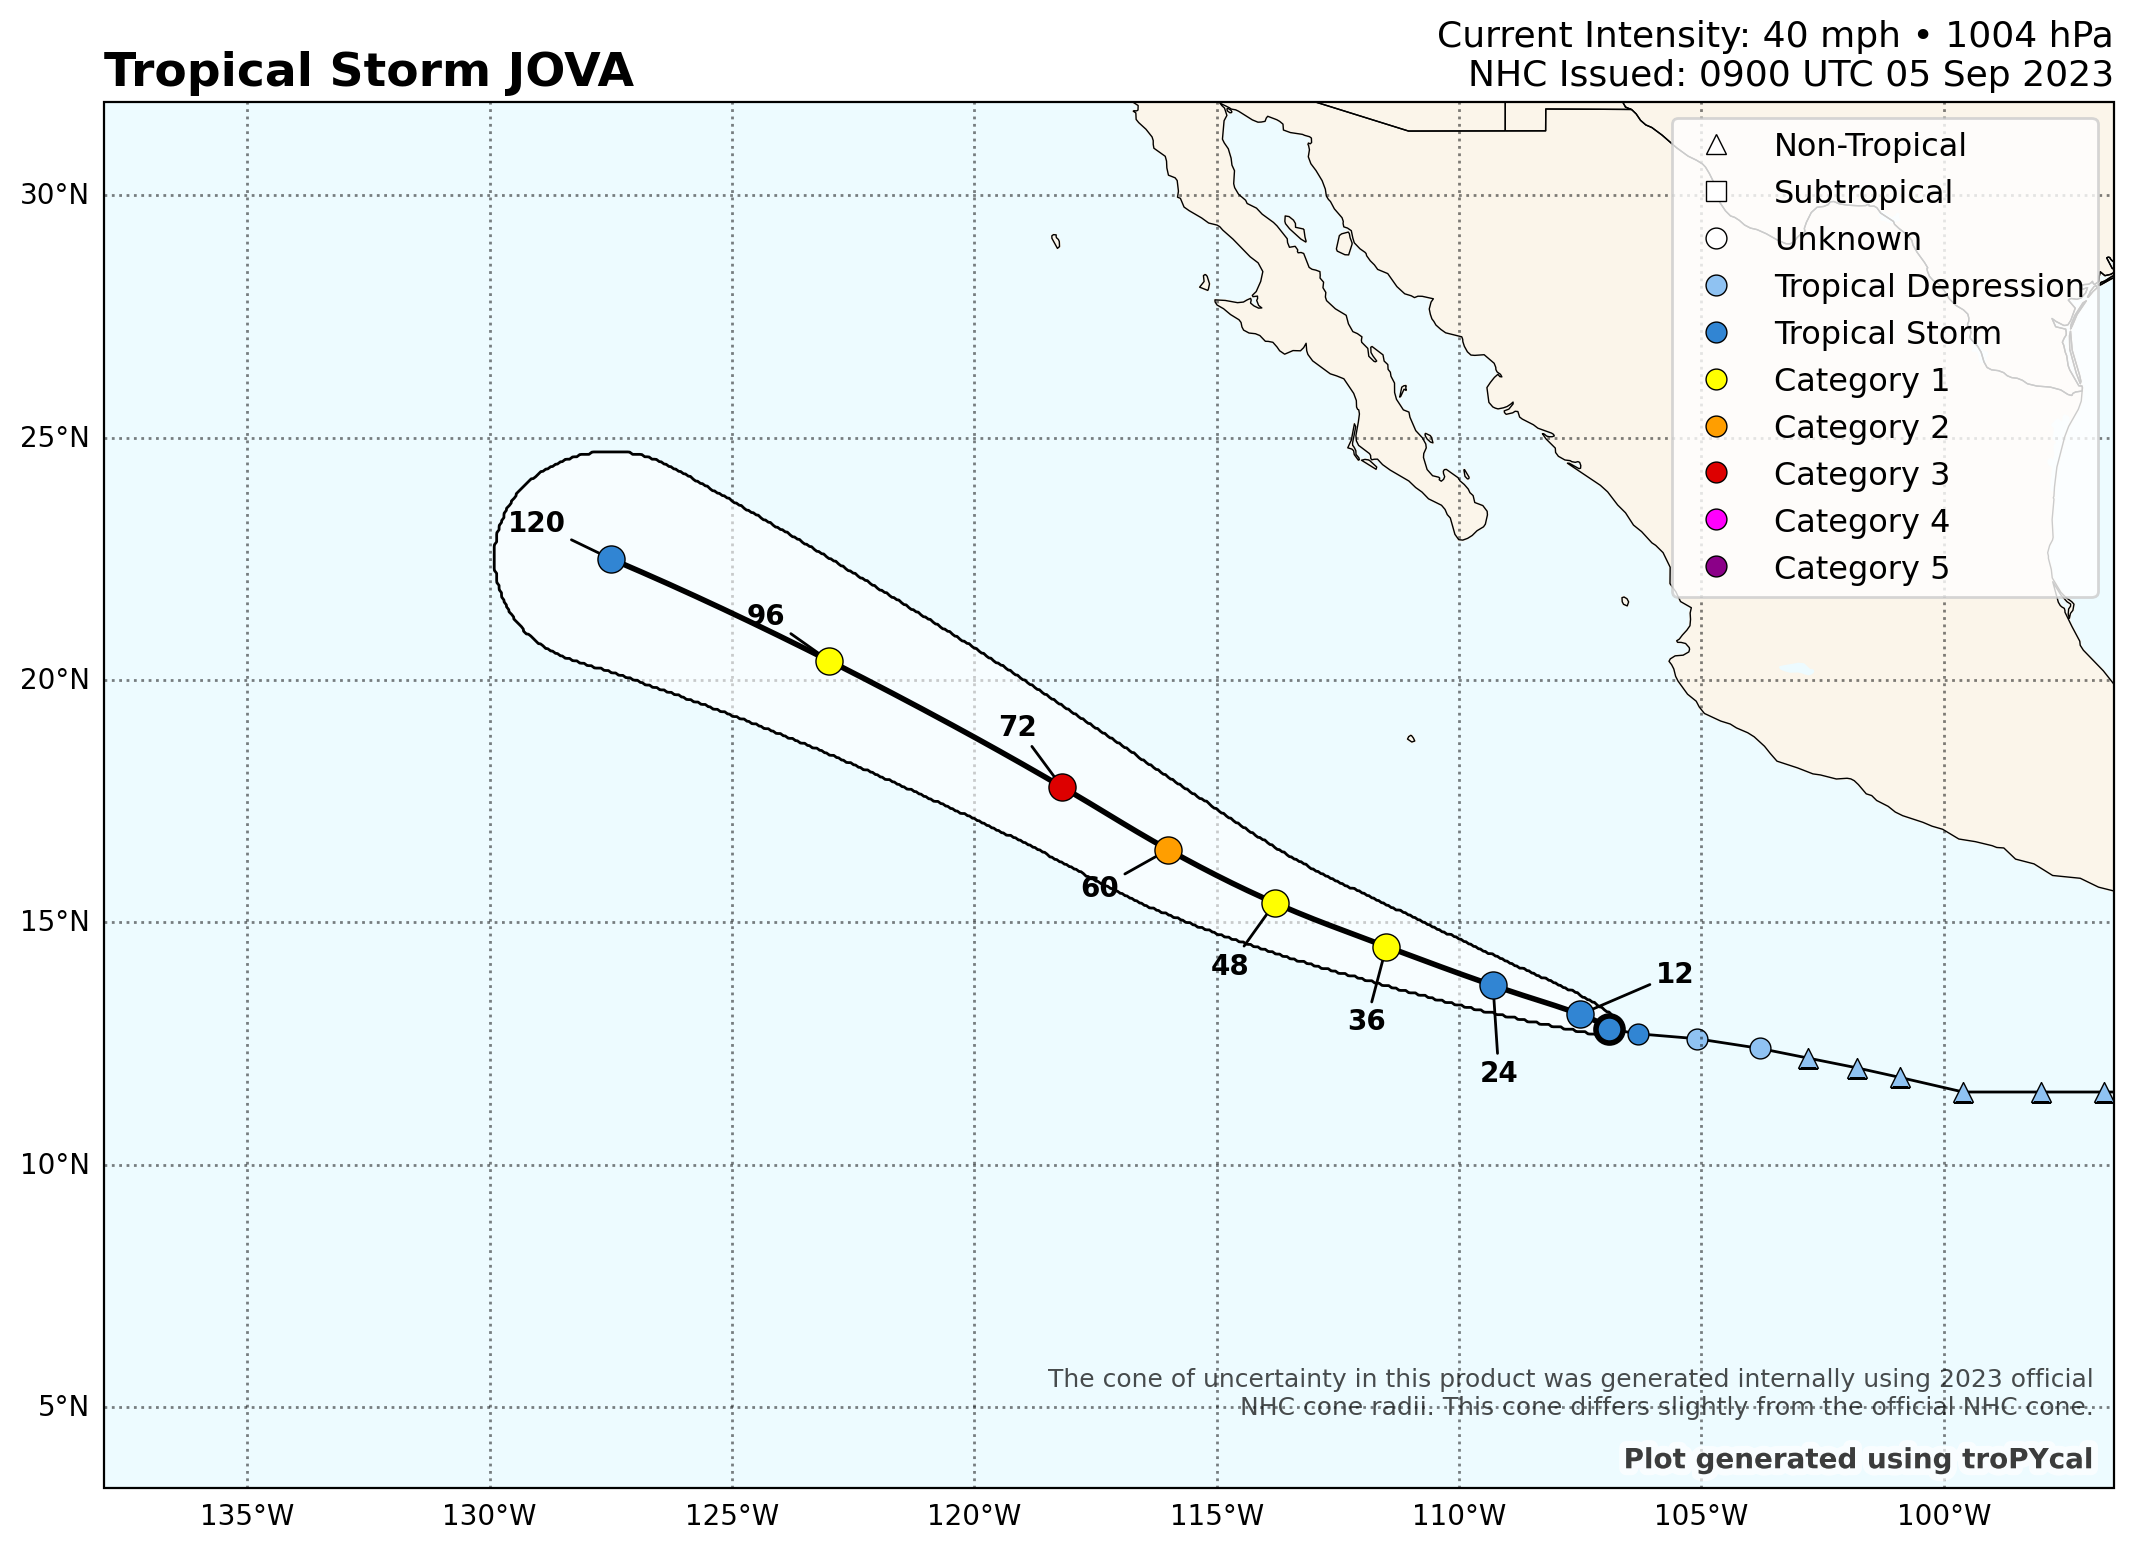 Tropical Storm JOVA
Current Intensity: 40 mph • 1004 hPa
NHC Issued: 0900 UTC 05 Sep 2023
Non-Tropical
Subtropical
Unknown
Tropical Depression
Tropical Storm
Category 1
Category 2
Category 3
Category 4
Category 5
30°N
25°N
20°N
15°N
10°N
5°N
120
96
72
60
48
36
24
12
The cone of uncertainty in this product was generated internally using 2023 official
NHC cone radii. This cone differs slightly from the official NHC cone.
Plot generated using troPYcal
135°W
130°W
125°W
120°W
115°W
110°W
105°W
100°W